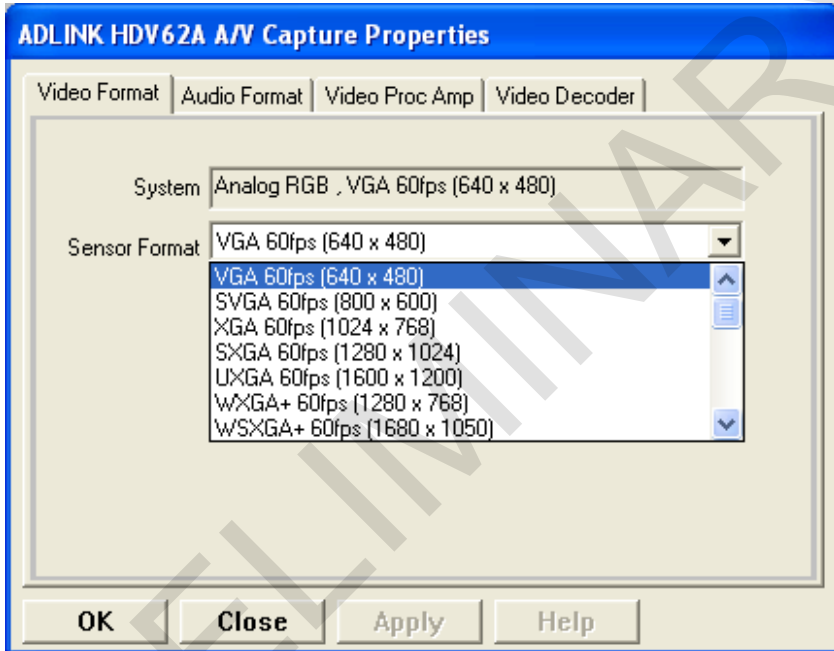 ADLINK HDV62A A/V Capture Properties
Video Format Audio Format Video Proc Amp Video Decoder
System Analog RGB , VGA 60fps (640 x 480)
Sensor Format VGA 60fps (640 x 480)
VGA 60fps (640 x 480)
SVGA 60fps (800 x 600)
XGA 60fps (1024 x 768)
SXGA 60fps (1280 x 1024)
UXGA 60fps (1600 x 1200)
WXGA+ 60fps (1280 x 768)
WSXGA+ 60fps (1680 x 1050)
OK Close Apply Help
ELIMINAR